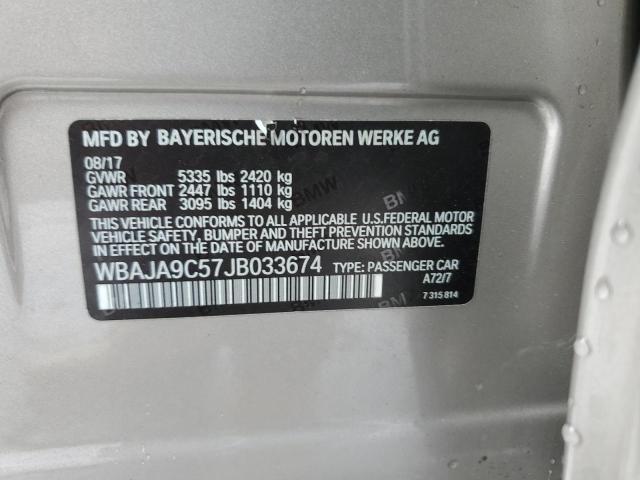 MFD BY BAYERISCHE MOTOREN WERKE AG
08/17
GVWR 5335 lbs 2420 kg
GAWR FRONT 2447 lbs 1110 kg
GAWR REAR 3095 lbs 1404 kg
THIS VEHICLE CONFORMS TO ALL APPLICABLE U.S.FEDERAL MOTOR
VEHICLE SAFETY, BUMPER AND THEFT PREVENTION STANDARDS
IN EFFECT ON THE DATE OF MANUFACTURE SHOWN ABOVE.
WBAJA9C57JB033674 TYPE: PASSENGER CAR
A72/7
7 315 814
BMW
BMW